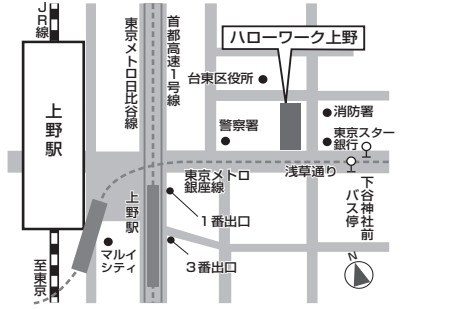 JR線
東京メトロ日比谷線
首都高速1号線
ハローワーク上野
台東区役所
消防署
警察署
東京スター
銀行
上野駅
浅草通り
東京メトロ
銀座線
上野駅
下谷神社前
バス停
1番出口
マルイ
シティ
3番出口
至東京
N